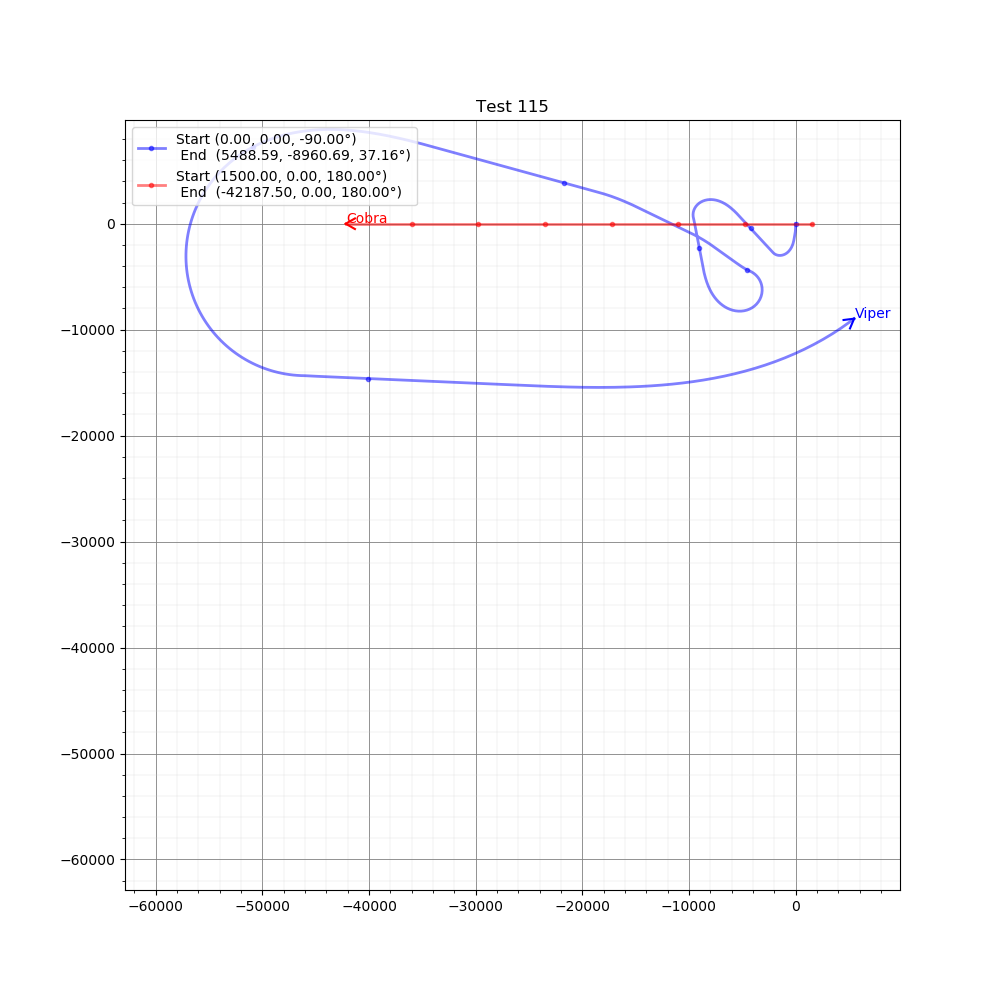 Test 115
Start (0.00, 0.00, -90.00°)
End (5488.59, -8960.69, 37.16°)
Start (1500.00, 0.00, 180.00°)
End (-42187.50, 0.00, 180.00°)
Cobra
Viper
0
−10000
−20000
−30000
−40000
−50000
−60000
−60000 −50000 −40000 −30000 −20000 −10000 0